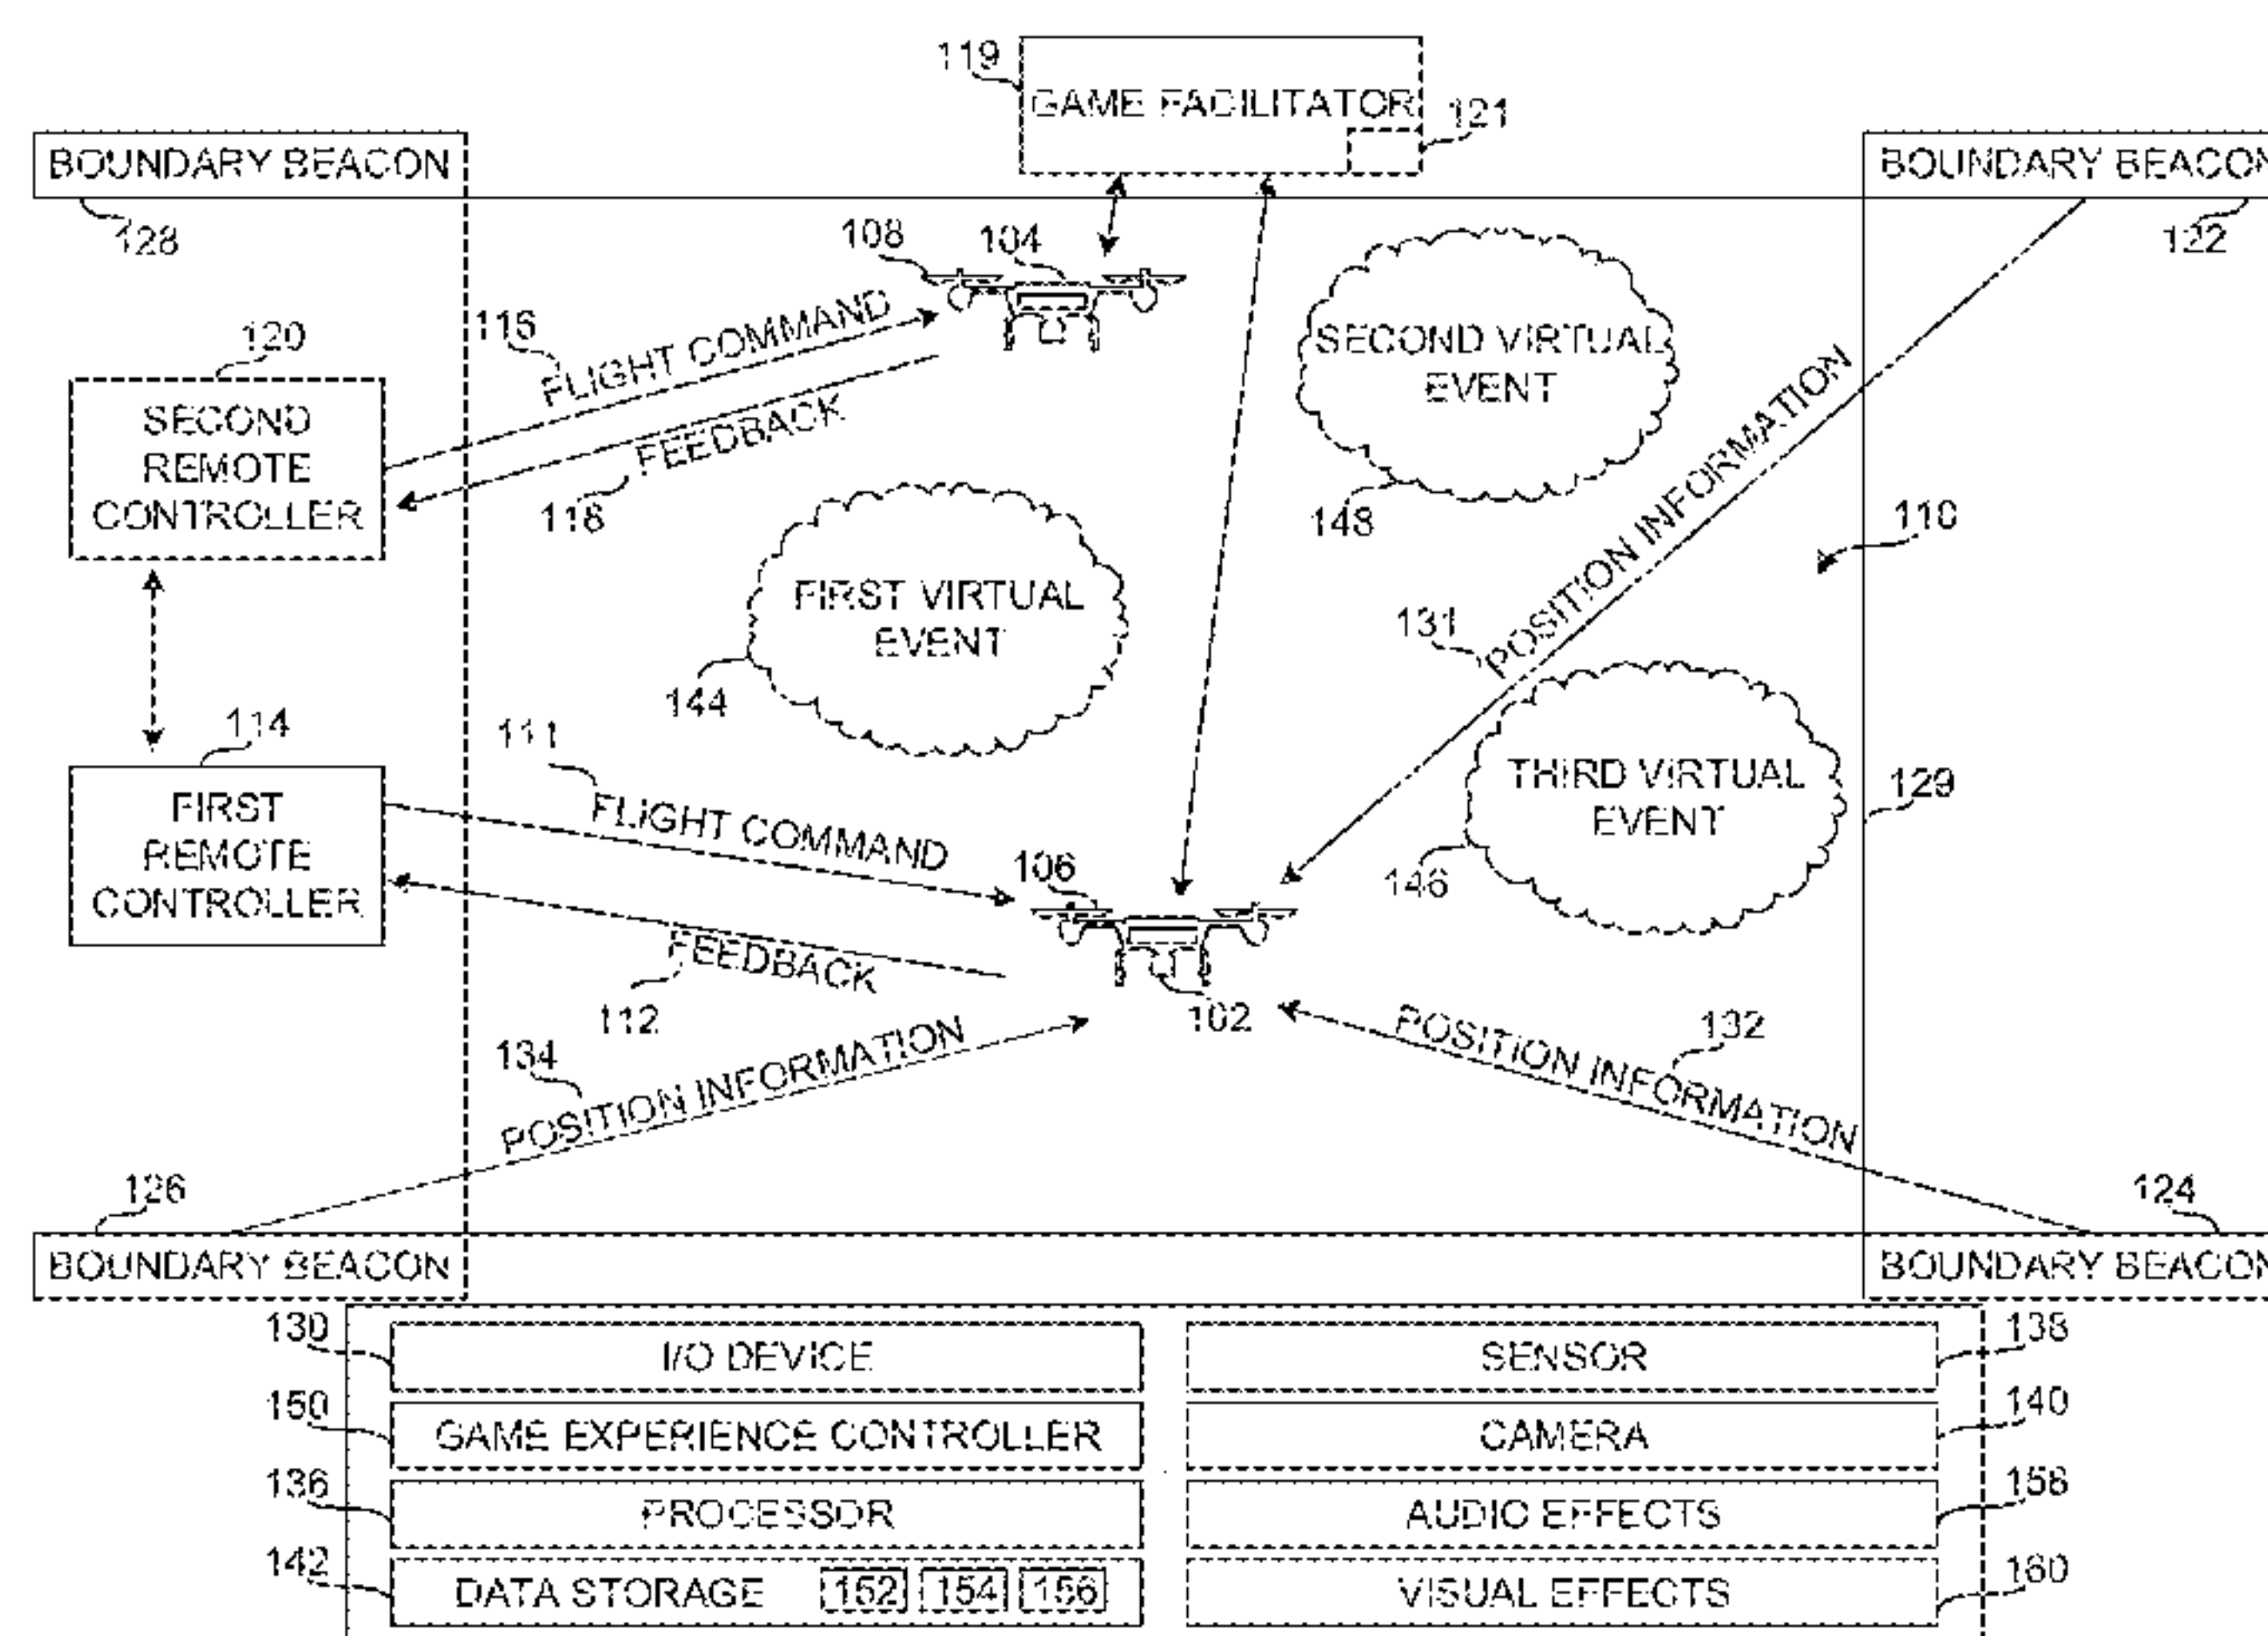 119
GAME FACILITATOR
121
BOUNDARY BEACON
BOUNDARY BEACON
128
122
108
104
116
FLIGHT COMMAND
120
SECOND
REMOTE
CONTROLLER
FEEDBACK
118
SECOND VIRTUAL
EVENT
148
POSITION INFORMATION
131
110
FIRST VIRTUAL
EVENT
144
114
FIRST
REMOTE
CONTROLLER
111
FLIGHT COMMAND
THIRD VIRTUAL
EVENT
146
129
106
FEEDBACK
112
102
134
POSITION INFORMATION
POSITION INFORMATION
132
126
124
BOUNDARY BEACON
BOUNDARY BEACON
130
I/O DEVICE
SENSOR
138
150
GAME EXPERIENCE CONTROLLER
CAMERA
140
136
PROCESSOR
AUDIO EFFECTS
158
142
DATA STORAGE 152 154 156
VISUAL EFFECTS
160